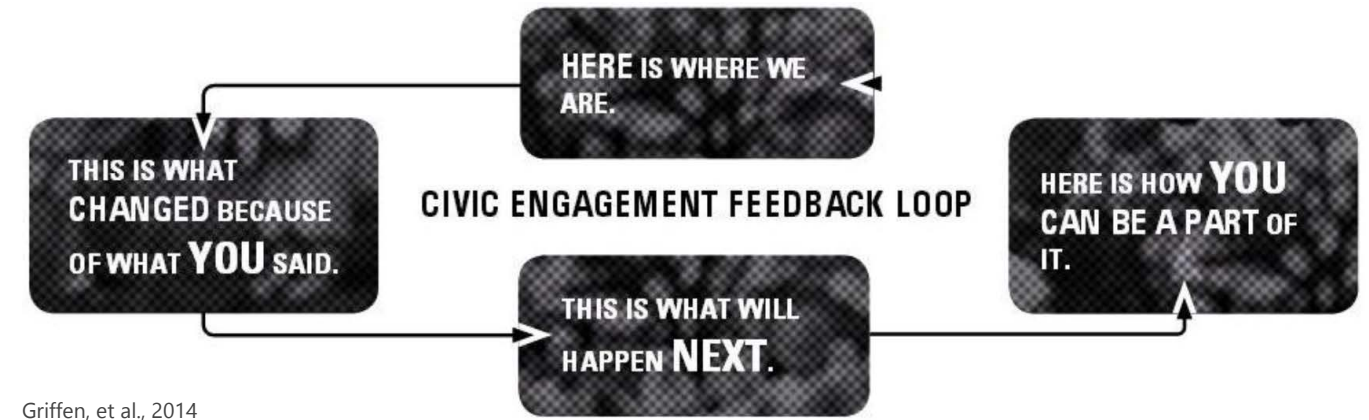 HERE IS WHERE WE
ARE.
THIS IS WHAT
CHANGED BECAUSE
OF WHAT YOU SAID.
CIVIC ENGAGEMENT FEEDBACK LOOP
HERE IS HOW YOU
CAN BE A PART OF
IT.
THIS IS WHAT WILL
HAPPEN NEXT.
Griffen, et al., 2014